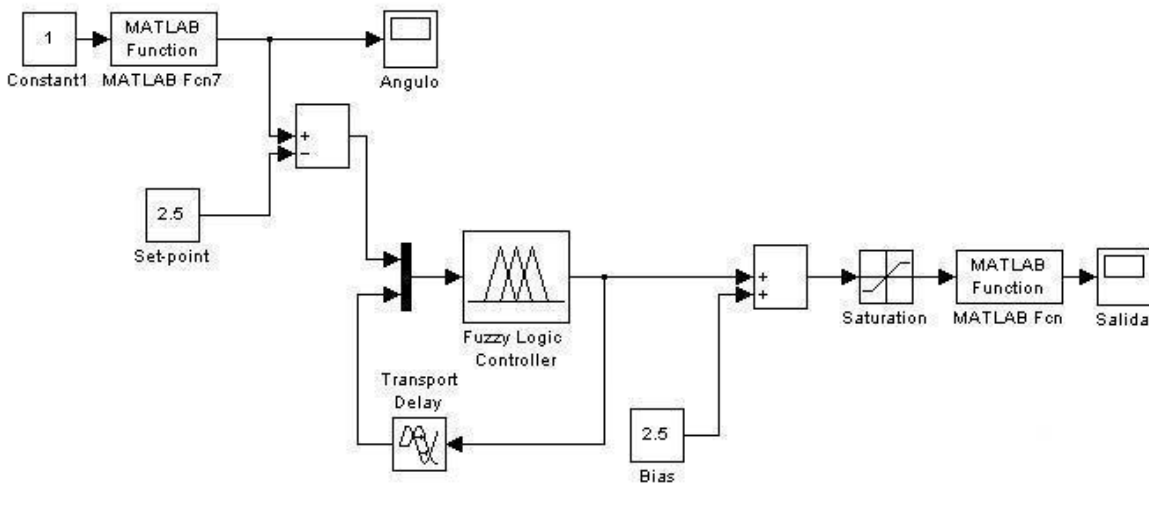 1
Constant1
MATLAB
Function
MATLAB Fcn7
Angulo
+
−
2.5
Set-point
Fuzzy Logic
Controller
Transport
Delay
2.5
Bias
+
+
Saturation
MATLAB
Function
MATLAB Fcn
Salida